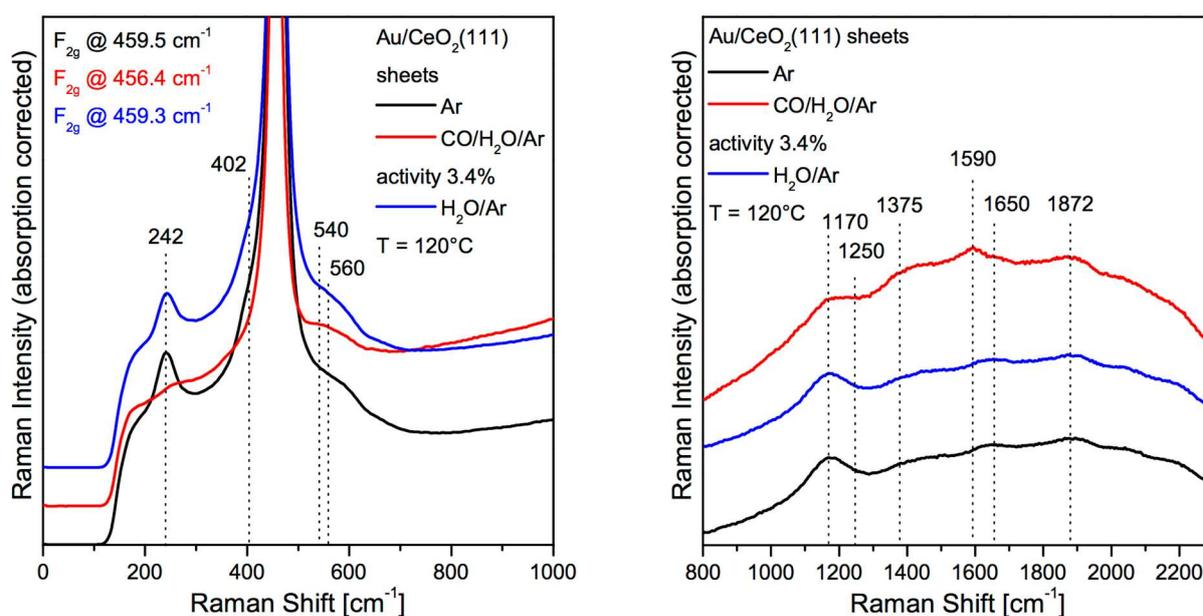 F2g @ 459.5 cm⁻¹
F2g @ 456.4 cm⁻¹
F2g @ 459.3 cm⁻¹
Au/CeO2(111)
sheets
Ar
CO/H2O/Ar
activity 3.4%
H2O/Ar
T = 120°C
402
242
540
560
Raman Intensity (absorption corrected)
0 200 400 600 800 1000
Raman Shift [cm⁻¹]
Au/CeO2(111) sheets
Ar
CO/H2O/Ar
activity 3.4%
H2O/Ar
T = 120°C
1590
1375
1650
1872
1170
1250
Raman Intensity (absorption corrected)
800 1000 1200 1400 1600 1800 2000 2200
Raman Shift [cm⁻¹]